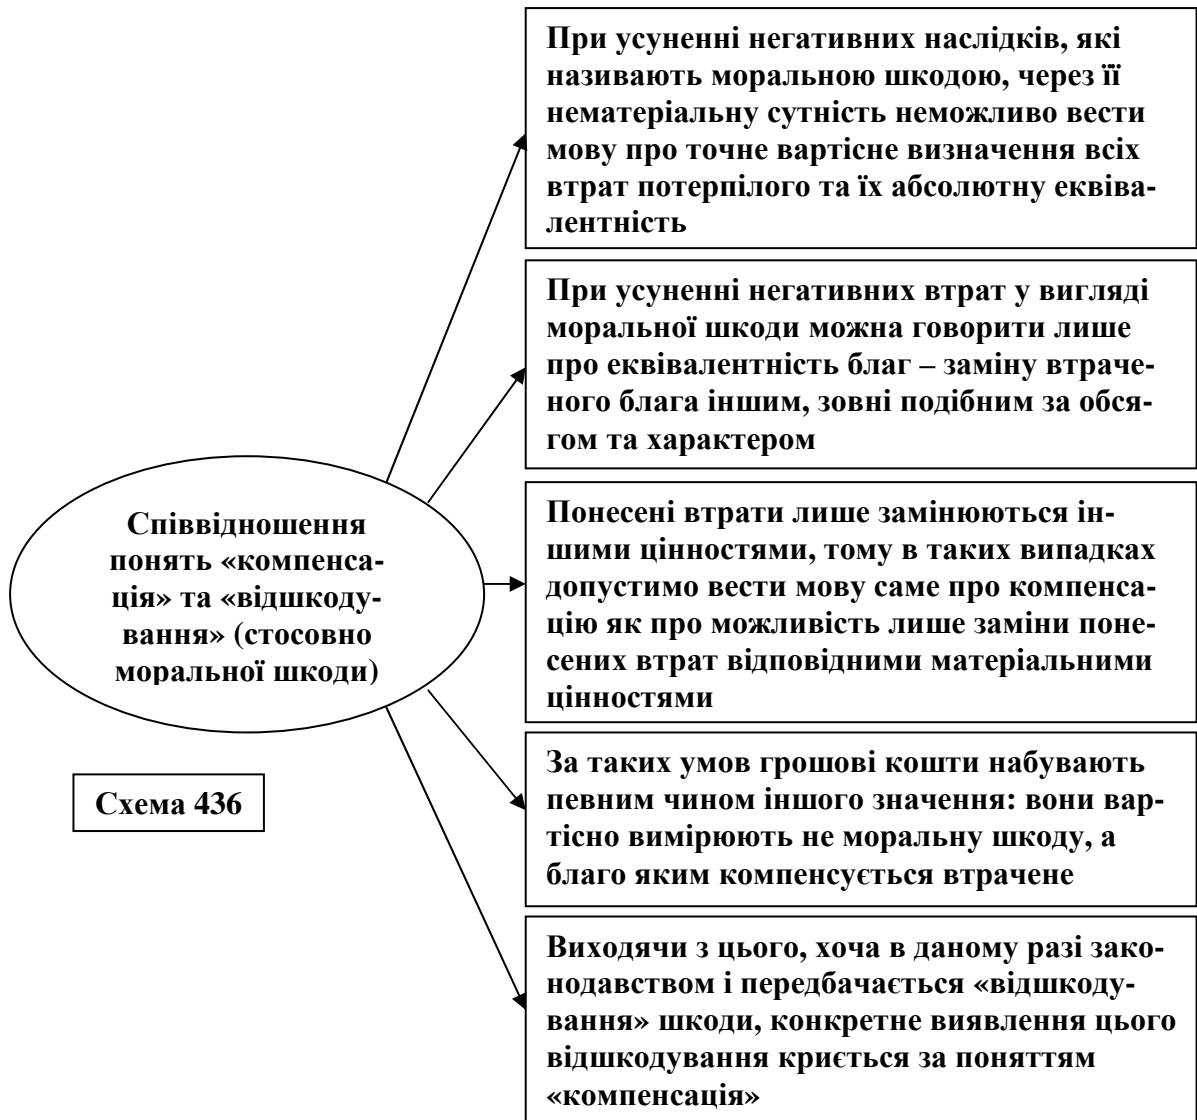 При усуненні негативних наслідків, які
називають моральною шкодою, через її
нематеріальну сутність неможливо вести
мову про точне вартісне визначення всіх
втрат потерпілого та їх абсолютну еквіва-
лентність
При усуненні негативних втрат у вигляді
моральної шкоди можна говорити лише
про еквівалентність благ – заміну втраче-
ного блага іншим, зовні подібним за обся-
гом та характером
Співвідношення
понять «компенса-
ція» та «відшкоду-
вання» (стосовно
моральної шкоди)
Понесені втрати лише замінюються ін-
шими цінностями, тому в таких випадках
допустимо вести мову саме про компенса-
цію як про можливість лише заміни поне-
сених втрат відповідними матеріальними
цінностями
Схема 436
За таких умов грошові кошти набувають
певним чином іншого значення: вони вар-
тісно вимірюють не моральну шкоду, а
благо яким компенсується втрачене
Виходячи з цього, хоча в даному разі зако-
нодавством і передбачається «відшкоду-
вання» шкоди, конкретне виявлення цього
відшкодування криється за поняттям
«компенсація»